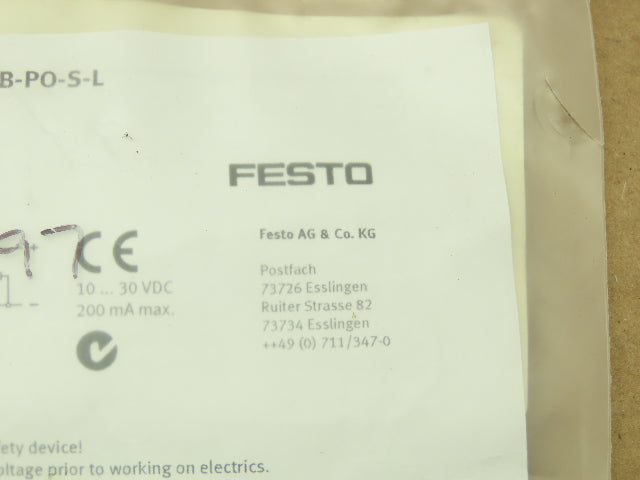 B-PO-S-L
FESTO
Festo AG & Co. KG
Postfach
73726 Esslingen
Ruiter Strasse 82
73734 Esslingen
++49 (0) 711/347-0
97
+
CE
10 ... 30 VDC
200 mA max.
–
ety device!
oltage prior to working on electrics.